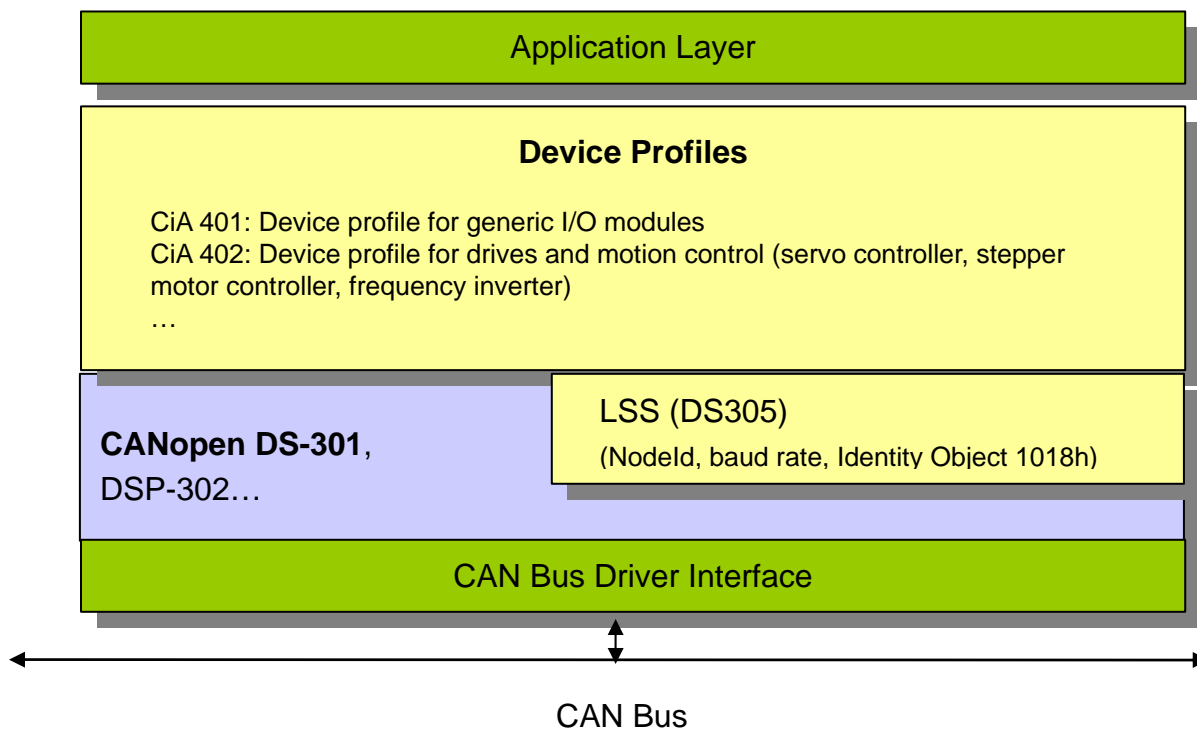 Application Layer
Device Profiles
CiA 401: Device profile for generic I/O modules
CiA 402: Device profile for drives and motion control (servo controller, stepper
motor controller, frequency inverter)
…
CANopen DS-301,
DSP-302…
LSS (DS305)
(NodeId, baud rate, Identity Object 1018h)
CAN Bus Driver Interface
CAN Bus